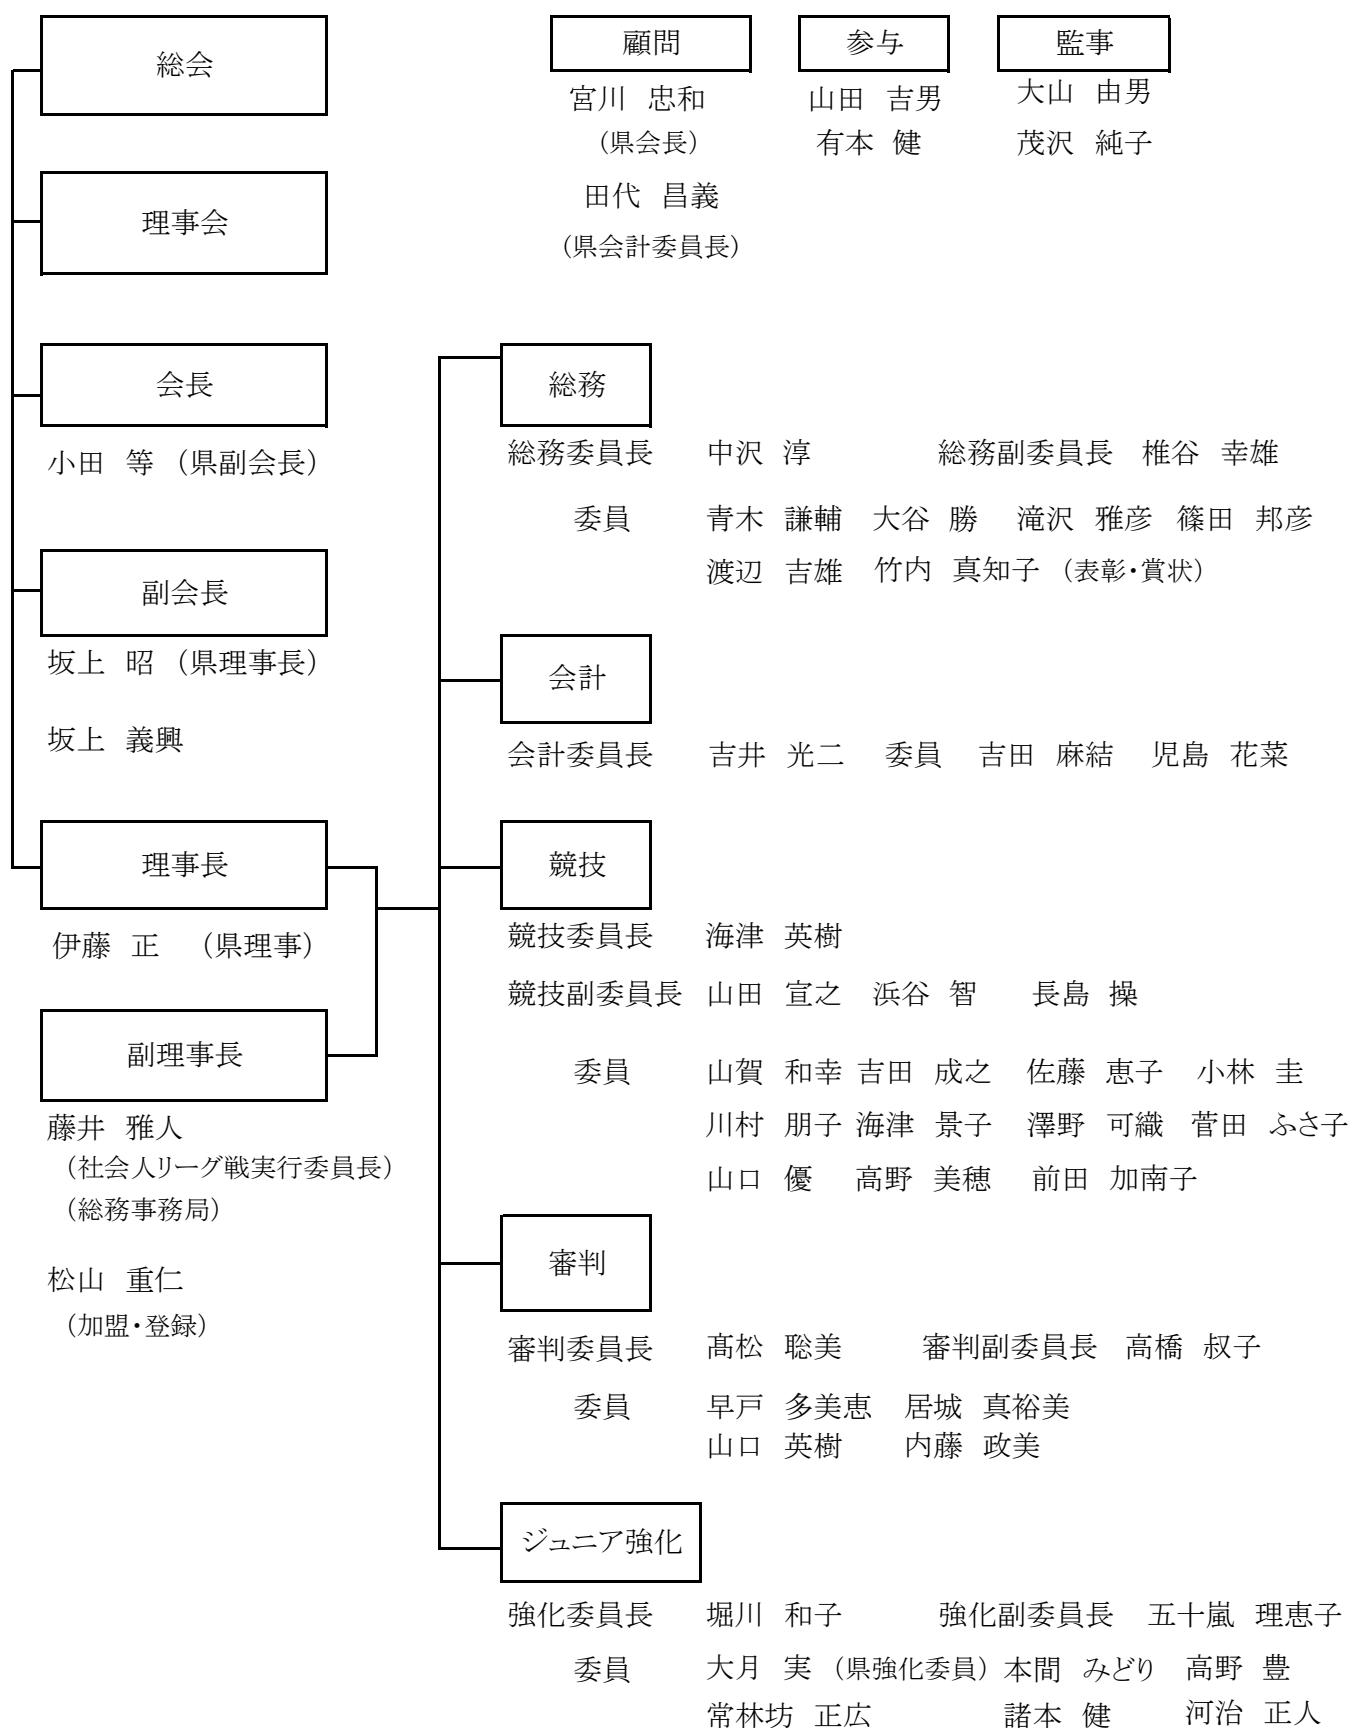 総会
理事会
会長
小田 等 (県副会長)
副会長
坂上 昭 (県理事長)
坂上 義興
理事長
伊藤 正 (県理事)
副理事長
藤井 雅人
(社会人リーグ戦実行委員長)
(総務事務局)
松山 重仁
(加盟・登録)
顧問
宮川 忠和
(県会長)
田代 昌義
(県会計委員長)
参与
山田 吉男
有本 健
監事
大山 由男
茂沢 純子
総務
総務委員長 中沢 淳 総務副委員長 椎谷 幸雄
委員 青木 謙輔 大谷 勝 滝沢 雅彦 篠田 邦彦
渡辺 吉雄 竹内 真知子 (表彰・賞状)
会計
会計委員長 吉井 光二 委員 吉田 麻結 児島 花菜
競技
競技委員長 海津 英樹
競技副委員長 山田 宣之 浜谷 智 長島 操
委員 山賀 和幸 吉田 成之 佐藤 恵子 小林 圭
川村 朋子 海津 景子 澤野 可織 菅田 ふさ子
山口 優 高野 美穂 前田 加南子
審判
審判委員長 髙松 聡美 審判副委員長 高橋 叔子
委員 早戸 多美恵 居城 真裕美
山口 英樹 内藤 政美
ジュニア強化
強化委員長 堀川 和子 強化副委員長 五十嵐 理恵子
委員 大月 実 (県強化委員) 本間 みどり 高野 豊
常林坊 正広 諸本 健 河治 正人